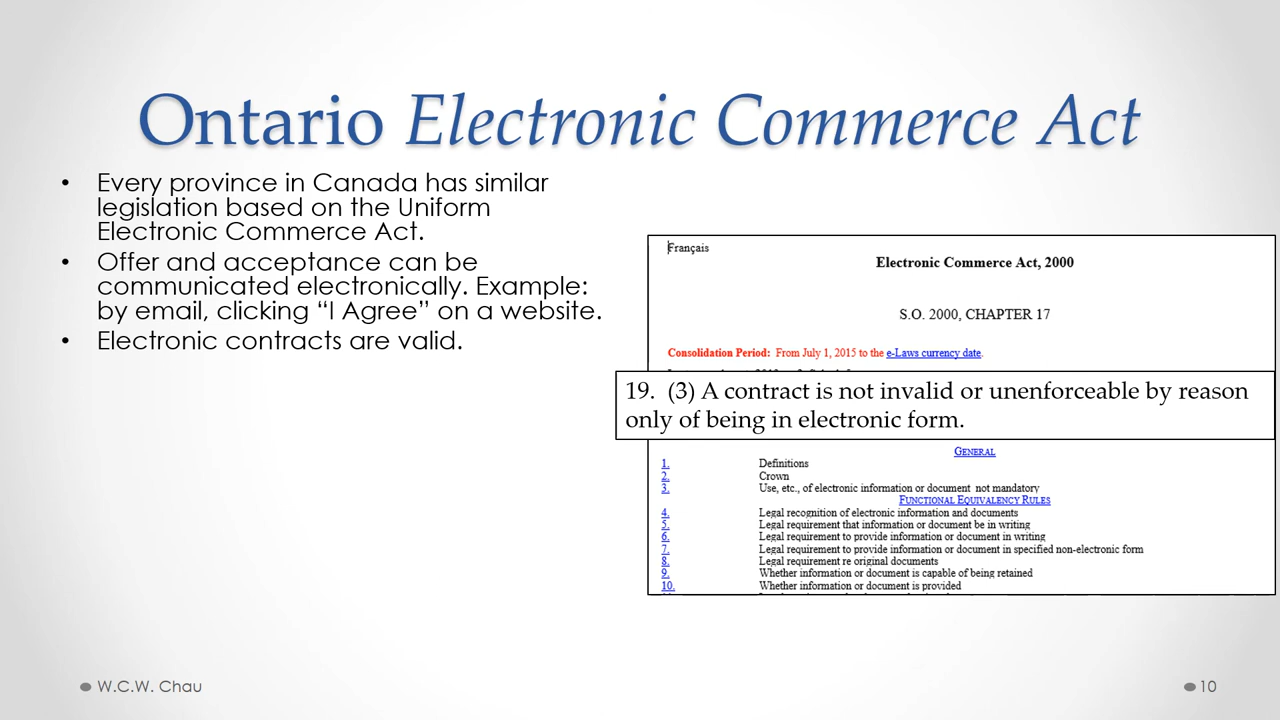 Ontario Electronic Commerce Act
• Every province in Canada has similar
legislation based on the Uniform
Electronic Commerce Act.
• Offer and acceptance can be
communicated electronically. Example:
by email, clicking “I Agree” on a website.
• Electronic contracts are valid.
Français
Electronic Commerce Act, 2000
S.O. 2000, CHAPTER 17
Consolidation Period: From July 1, 2015 to the e-Laws currency date.
19. (3) A contract is not invalid or unenforceable by reason
only of being in electronic form.
GENERAL
1. Definitions
2. Crown
3. Use, etc., of electronic information or document not mandatory
FUNCTIONAL EQUIVALENCY RULES
4. Legal recognition of electronic information and documents
5. Legal requirement that information or document be in writing
6. Legal requirement to provide information or document in writing
7. Legal requirement to provide information or document in specified non-electronic form
8. Legal requirement re original documents
9. Whether information or document is capable of being retained
10. Whether information or document is provided
W.C.W. Chau
10